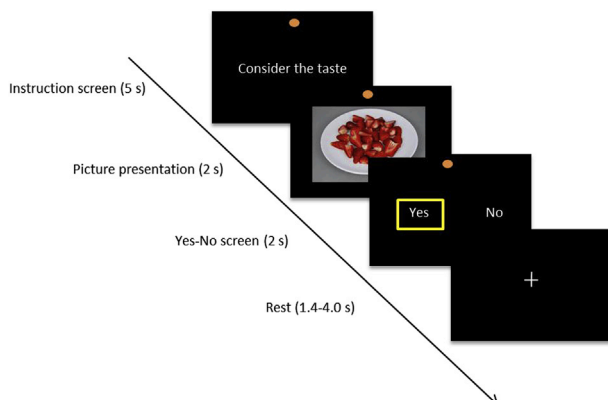 Consider the taste
Instruction screen (5 s)
Picture presentation (2 s)
Yes No
Yes-No screen (2 s)
Rest (1.4-4.0 s)